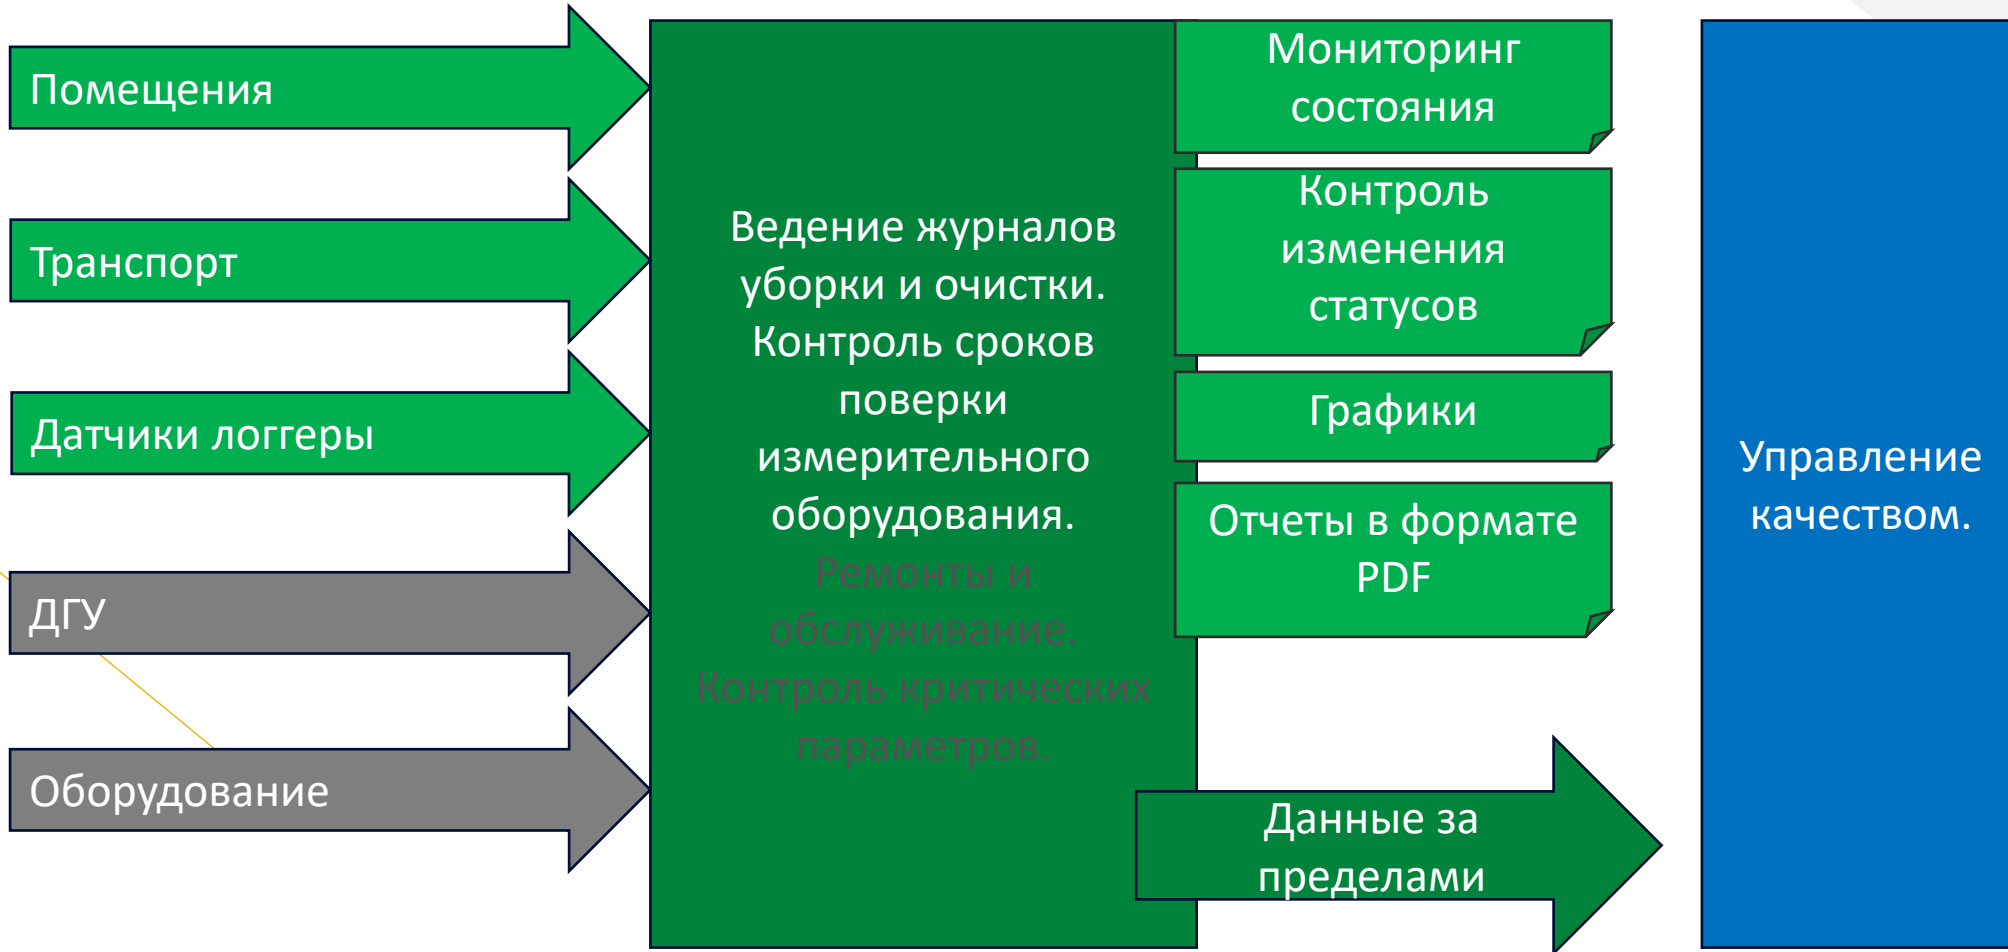 Помещения
Транспорт
Датчики логгеры
ДГУ
Оборудование
Ведение журналов
уборки и очистки.
Контроль сроков
поверки
измерительного
оборудования.
Ремонты и
обслуживание.
Контроль критических
параметров.
Мониторинг
состояния
Контроль
изменения
статусов
Графики
Отчеты в формате
PDF
Данные за
пределами
Управление
качеством.